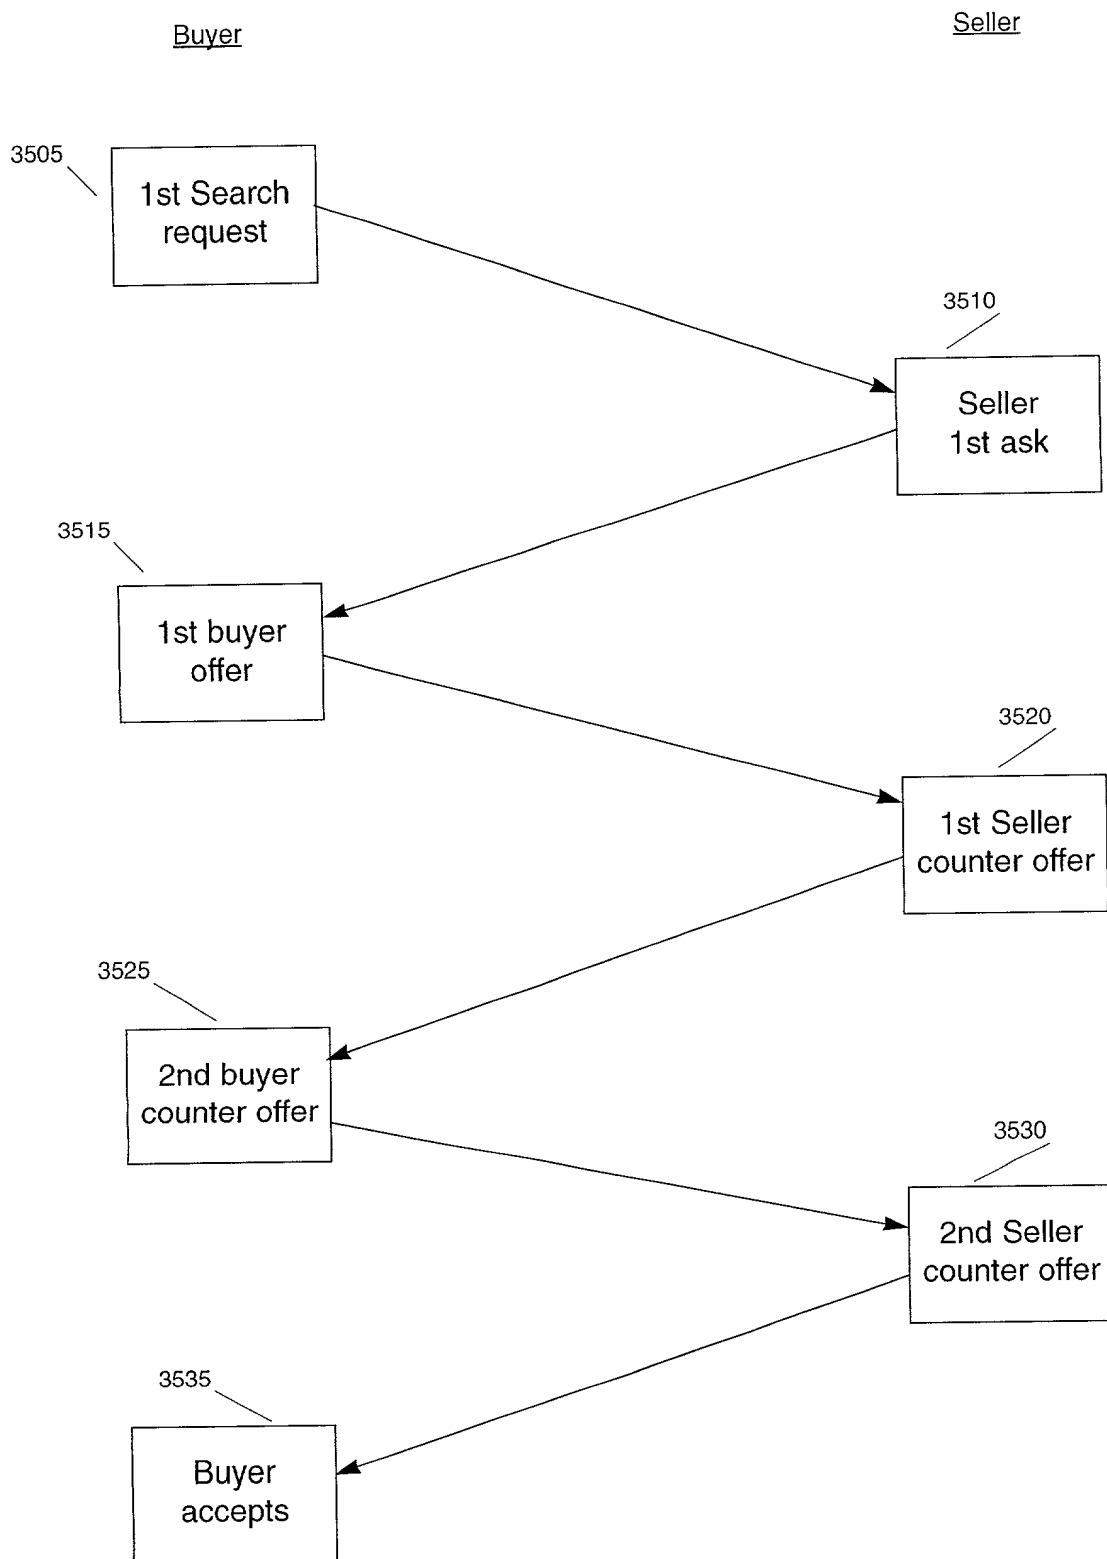 Buyer
Seller
3505
1st Search
request
3510
Seller
1st ask
3515
1st buyer
offer
3520
1st Seller
counter offer
3525
2nd buyer
counter offer
3530
2nd Seller
counter offer
3535
Buyer
accepts